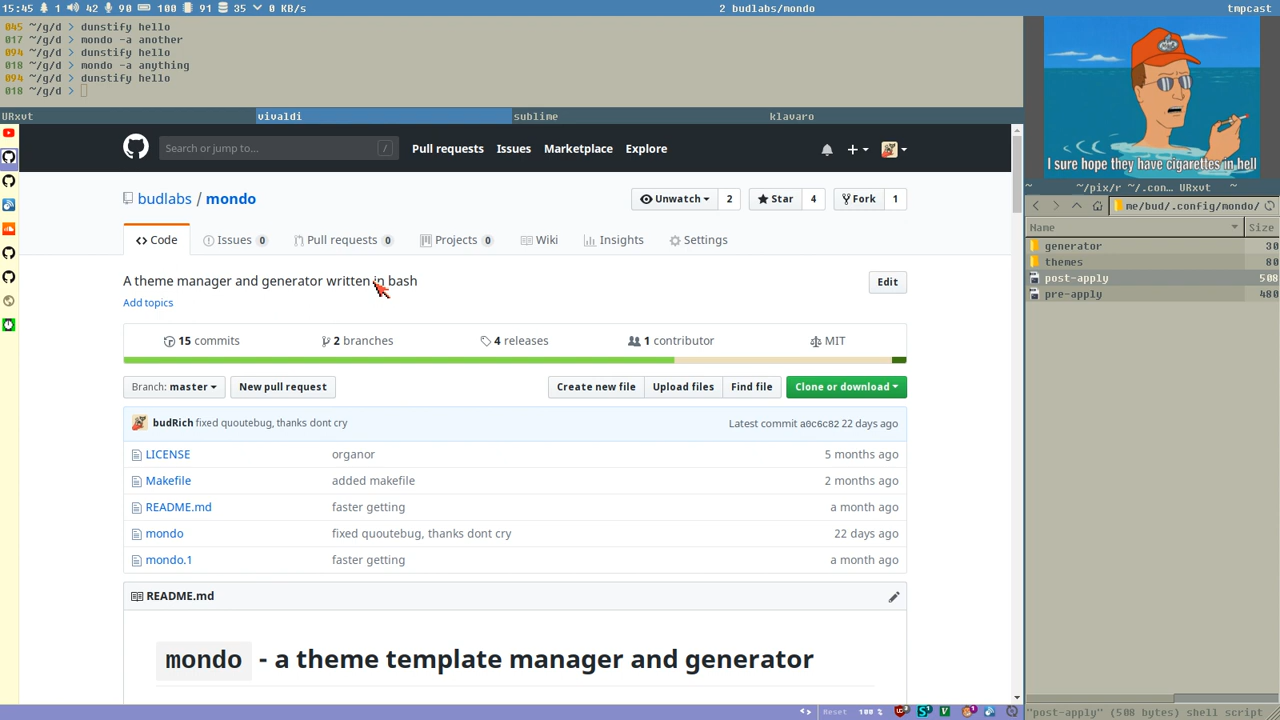 15:45 1 42 90 100 91 35 0 KB/s
2 budlabs/mondo
tmpcast
045 ~/g/d > dunstify hello
017 ~/g/d > mondo -a another
094 ~/g/d > dunstify hello
018 ~/g/d > mondo -a anything
094 ~/g/d > dunstify hello
018 ~/g/d >
URxvt
vivaldi
sublime
klavaro
Search or jump to... /
Pull requests Issues Marketplace Explore
budlabs / mondo
Unwatch 2 Star 4 Fork 1
Code Issues 0 Pull requests 0 Projects 0 Wiki Insights Settings
A theme manager and generator written in bash
Edit
Add topics
15 commits 2 branches 4 releases 1 contributor MIT
Branch: master New pull request Create new file Upload files Find file Clone or download
budRich fixed quoutebug, thanks dont cry Latest commit a0c6c82 22 days ago
LICENSE organor 5 months ago
Makefile added makefile 2 months ago
README.md faster getting a month ago
mondo fixed quoutebug, thanks dont cry 22 days ago
mondo.1 faster getting a month ago
README.md
mondo - a theme template manager and generator
Reset 100 %
I sure hope they have cigarettes in hell
~ ~/pix/r ~/.con… URxvt ~
me/bud/.config/mondo/
Name Size
generator 30
themes 80
post-apply 508
pre-apply 480
"post-apply" (508 bytes) shell script